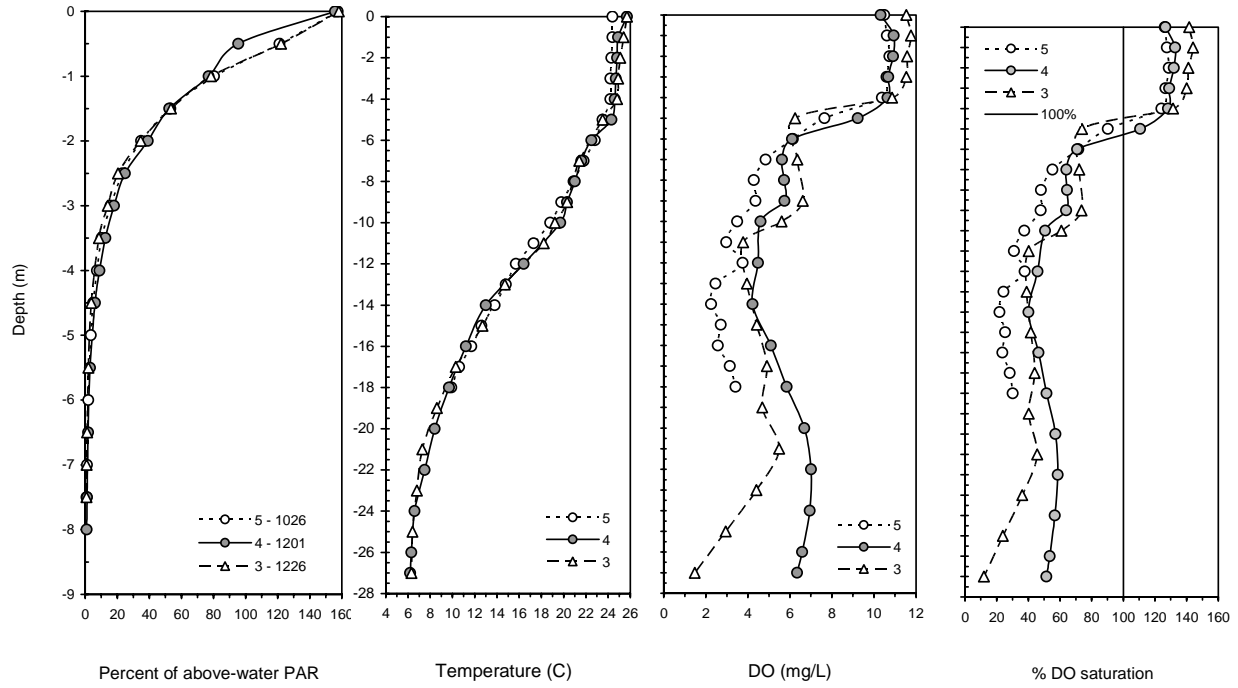 0
-1
-2
-3
-4
-5
-6
-7
-8
-9
Depth (m)
0 20 40 60 80 100 120 140 160
5 - 1026
4 - 1201
3 - 1226
Percent of above-water PAR
0
-2
-4
-6
-8
-10
-12
-14
-16
-18
-20
-22
-24
-26
-28
4 6 8 10 12 14 16 18 20 22 24 26
5
4
3
Temperature (C)
0 2 4 6 8 10 12
5
4
3
DO (mg/L)
5
4
3
100%
0 20 40 60 80 100 120 140 160
% DO saturation